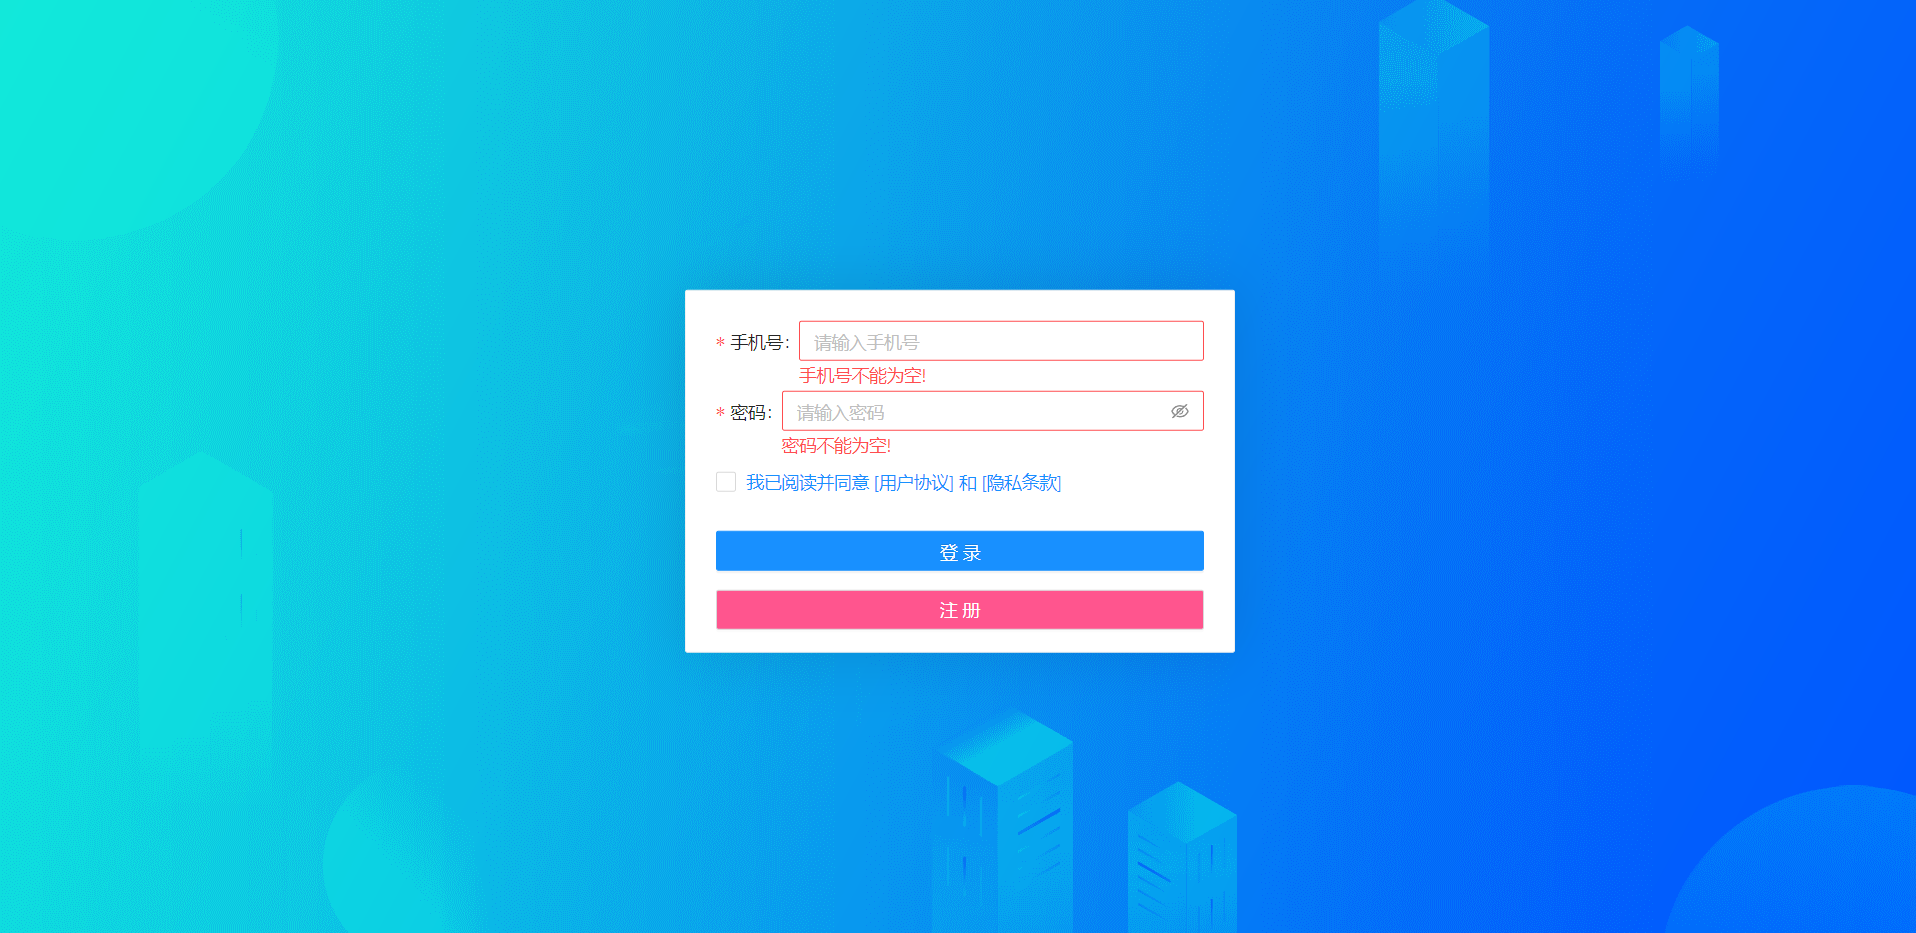 * 手机号: 请输入手机号
手机号不能为空!
* 密码: 请输入密码
密码不能为空!
我已阅读并同意 [用户协议] 和 [隐私条款]
登 录
注 册